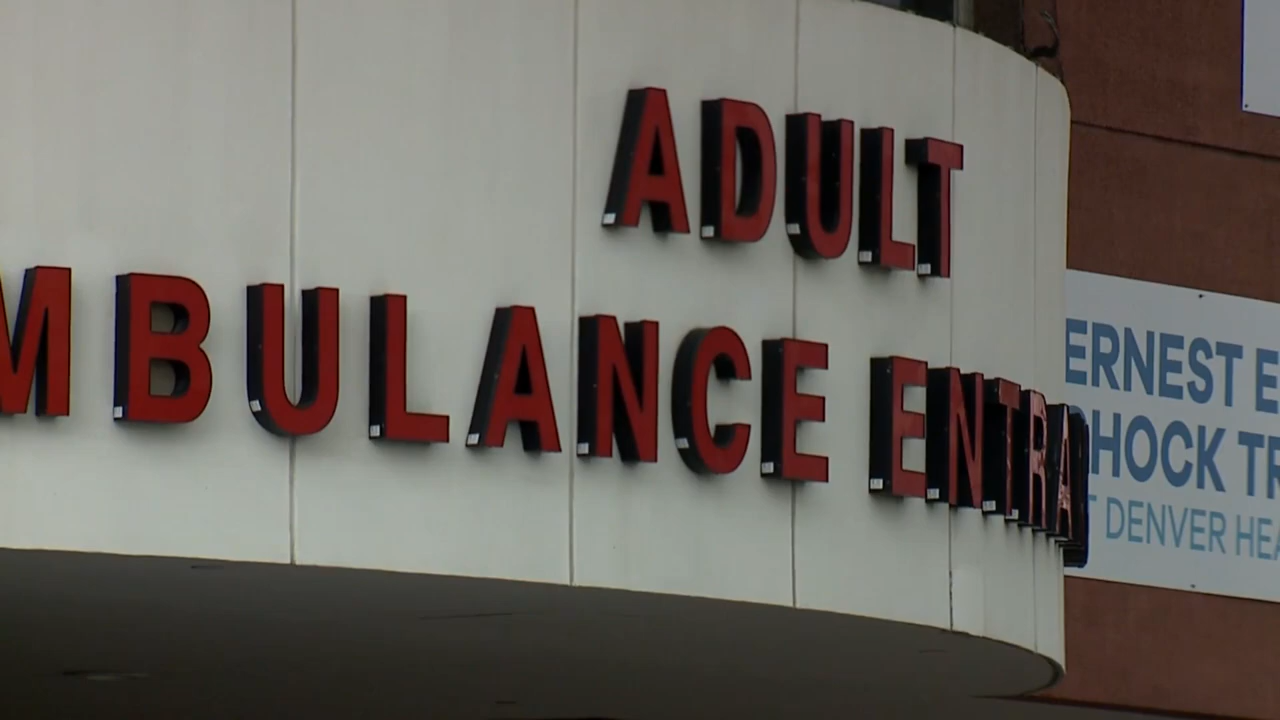 ADULT
MBULANCE ENTRA
ERNEST E
HOCK TR
DENVER HEA